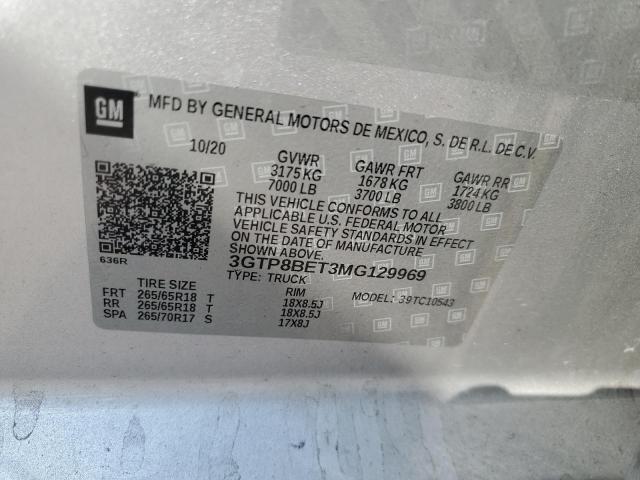 GM
MFD BY GENERAL MOTORS DE MEXICO, S. DE R.L. DE C.V.
10/20
GVWR GAWR FRT GAWR RR
3175 KG 1678 KG 1724 KG
7000 LB 3700 LB 3800 LB
THIS VEHICLE CONFORMS TO ALL
APPLICABLE U.S. FEDERAL MOTOR
VEHICLE SAFETY STANDARDS IN EFFECT
ON THE DATE OF MANUFACTURE
SHOWN ABOVE.
636R
3GTP8BET3MG129969
TYPE: TRUCK MODEL: 39TC10543
TIRE SIZE RIM
FRT 265/65R18 T 18X8.5J
RR 265/65R18 T 18X8.5J
SPA 265/70R17 S 17X8J